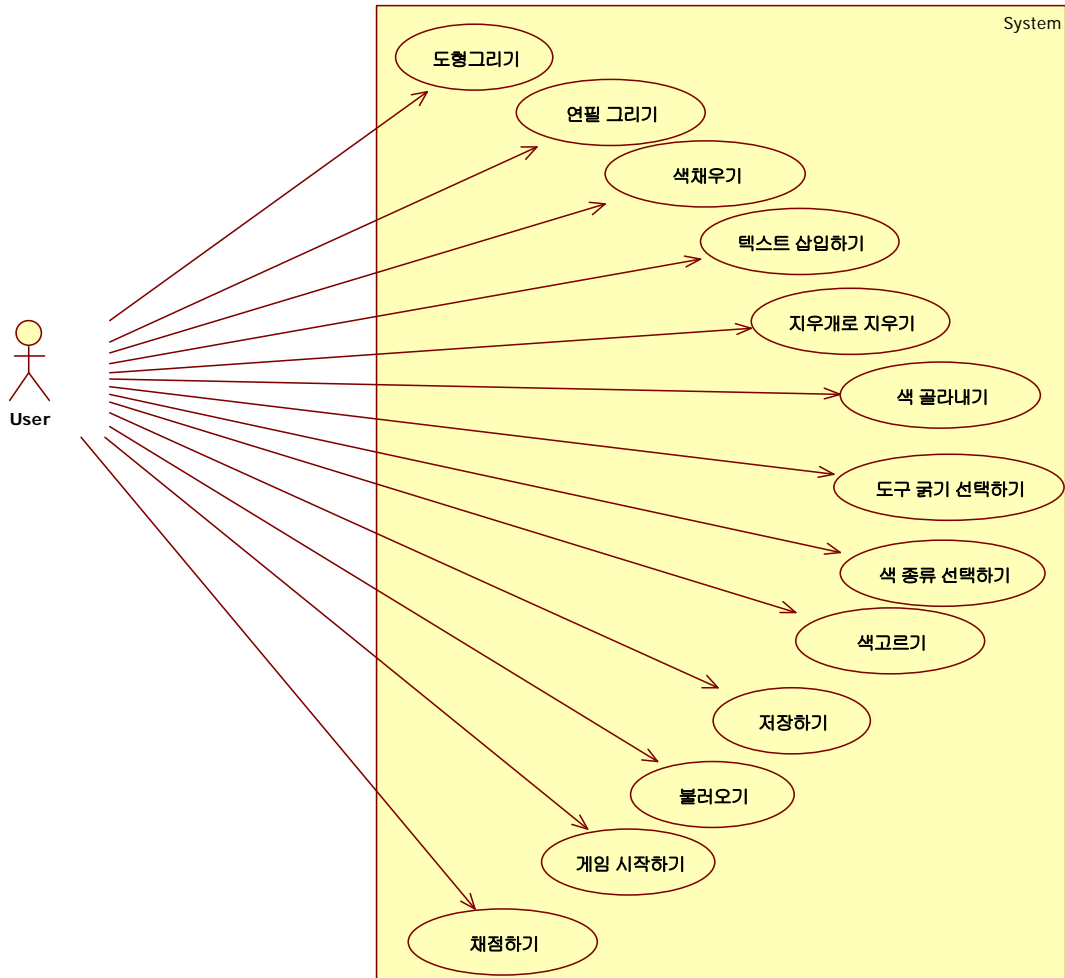 System
도형그리기
연필 그리기
색채우기
텍스트 삽입하기
지우개로 지우기
색 골라내기
User
도구 굵기 선택하기
색 종류 선택하기
색고르기
저장하기
불러오기
게임 시작하기
채점하기